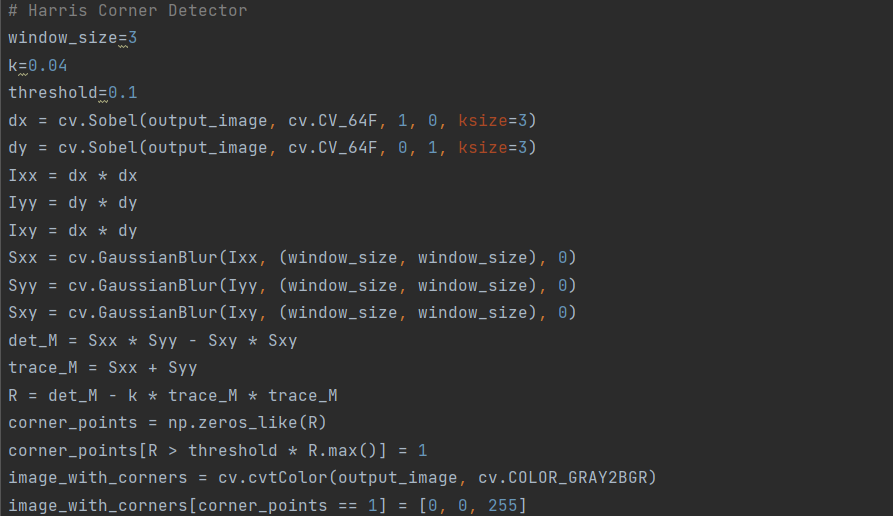 # Harris Corner Detector
window_size=3
k=0.04
threshold=0.1
dx = cv.Sobel(output_image, cv.CV_64F, 1, 0, ksize=3)
dy = cv.Sobel(output_image, cv.CV_64F, 0, 1, ksize=3)
Ixx = dx * dx
Iyy = dy * dy
Ixy = dx * dy
Sxx = cv.GaussianBlur(Ixx, (window_size, window_size), 0)
Syy = cv.GaussianBlur(Iyy, (window_size, window_size), 0)
Sxy = cv.GaussianBlur(Ixy, (window_size, window_size), 0)
det_M = Sxx * Syy - Sxy * Sxy
trace_M = Sxx + Syy
R = det_M - k * trace_M * trace_M
corner_points = np.zeros_like(R)
corner_points[R > threshold * R.max()] = 1
image_with_corners = cv.cvtColor(output_image, cv.COLOR_GRAY2BGR)
image_with_corners[corner_points == 1] = [0, 0, 255]